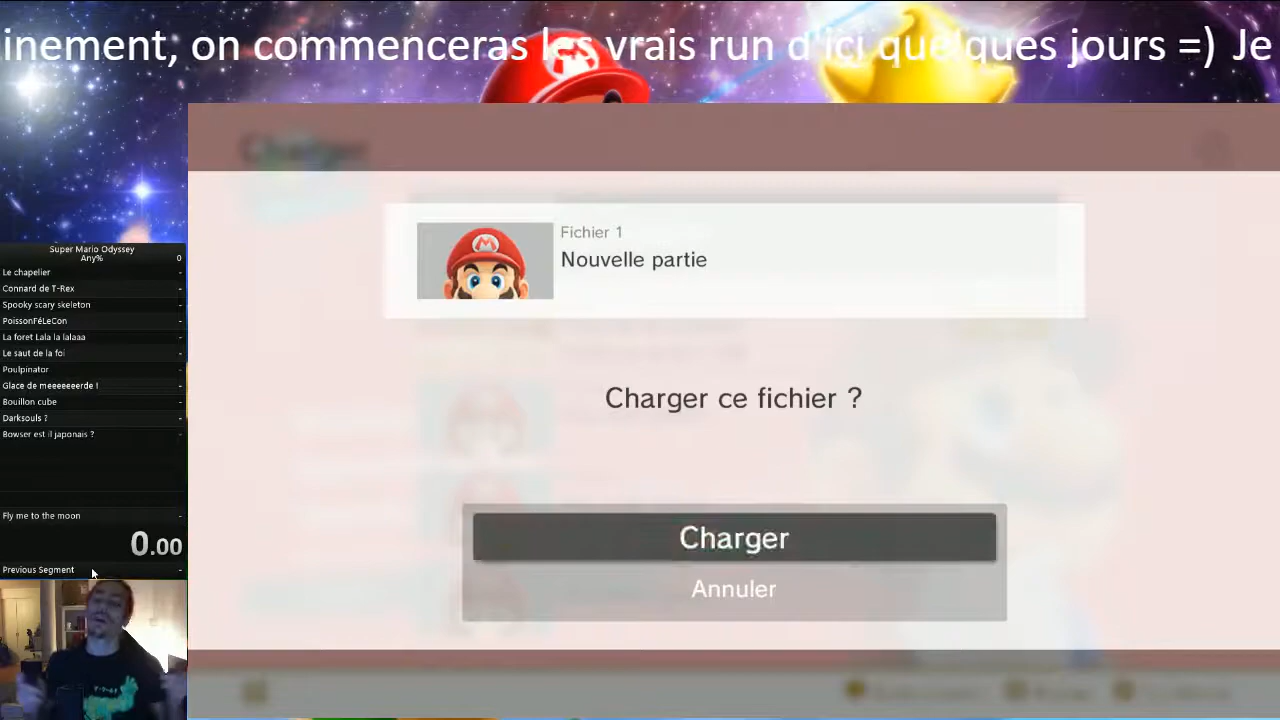 inement, on commenceras les vrais run d'ici quelques jours =) Je
Charger
Fichier 1
Nouvelle partie
Charger ce fichier ?
Charger
Annuler
Super Mario Odyssey
Any% 0
Le chapelier -
Connard de T-Rex -
Spooky scary skeleton -
PoissonFéLeCon -
La foret Lala la lalaaa -
Le saut de la foi -
Poulpinator -
Glace de meeeeeeerde ! -
Bouillon cube -
Darksouls ? -
Bowser est il japonais ? -
Fly me to the moon -
0.00
Previous Segment -